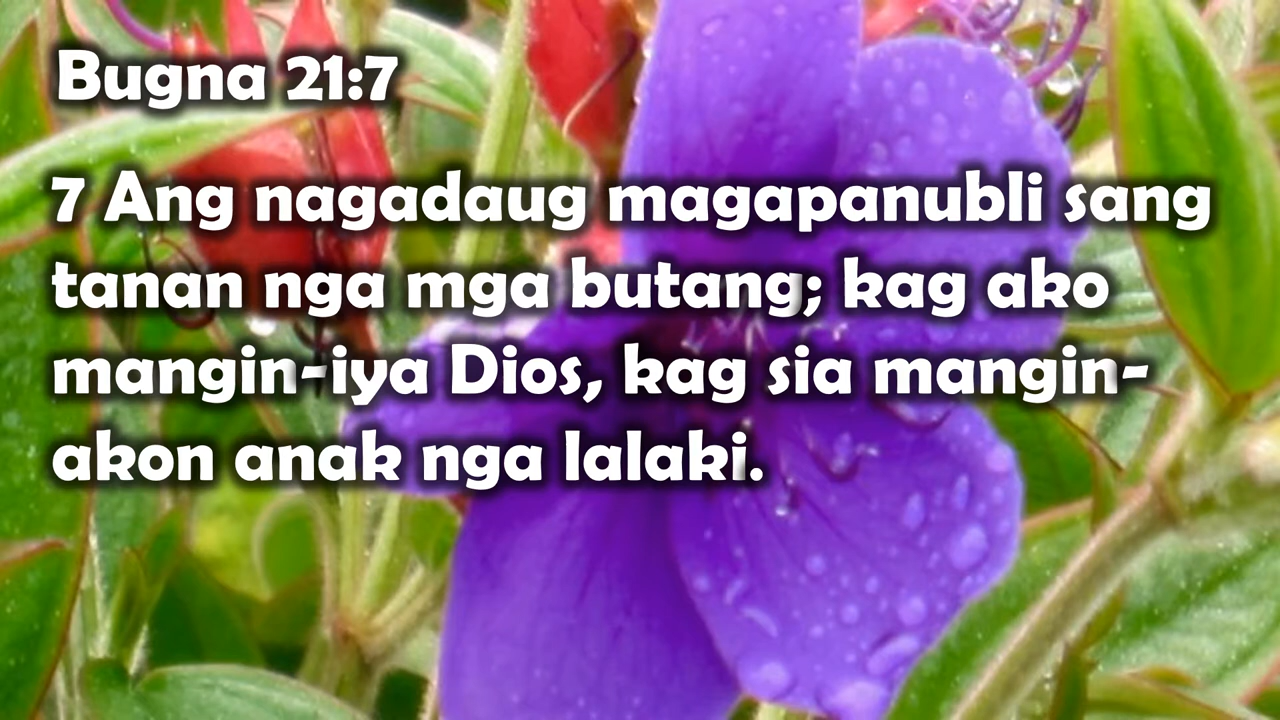 Bugna 21:7
7 Ang nagadaug magapanubli sang
tanan nga mga butang; kag ako
mangin-iya Dios, kag sia mangin-
akon anak nga lalaki.